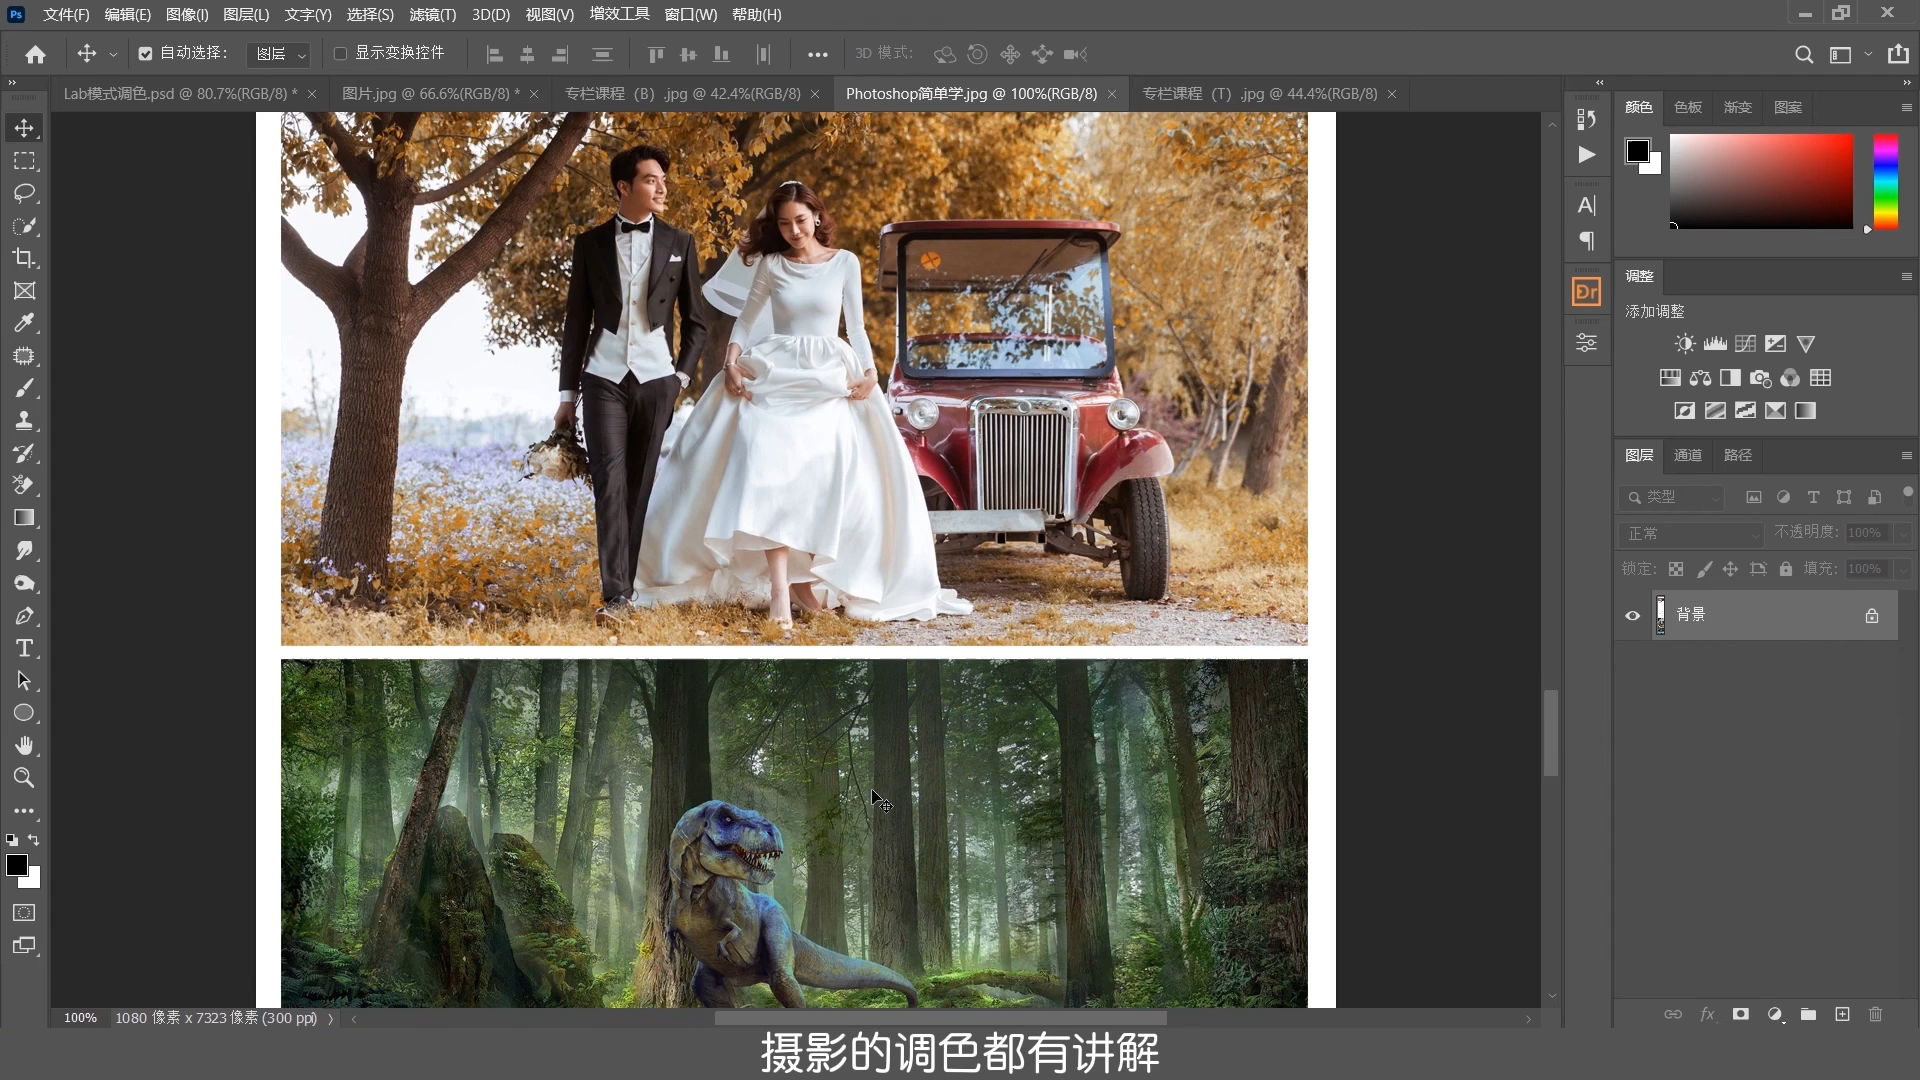 Ps 文件(F) 编辑(E) 图像(I) 图层(L) 文字(Y) 选择(S) 滤镜(T) 3D(D) 视图(V) 增效工具 窗口(W) 帮助(H)
自动选择： 图层 显示变换控件 3D 模式：
Lab模式调色.psd @ 80.7%(RGB/8) * × 图片.jpg @ 66.6%(RGB/8) * × 专栏课程（B）.jpg @ 42.4%(RGB/8) × Photoshop简单学.jpg @ 100%(RGB/8) × 专栏课程（T）.jpg @ 44.4%(RGB/8) ×
颜色 色板 渐变 图案
Dr
调整
添加调整
图层 通道 路径
类型
正常 不透明度: 100%
锁定: 填充: 100%
背景
fx
100% 1080 像素 x 7323 像素 (300 ppi)
摄影的调色都有讲解